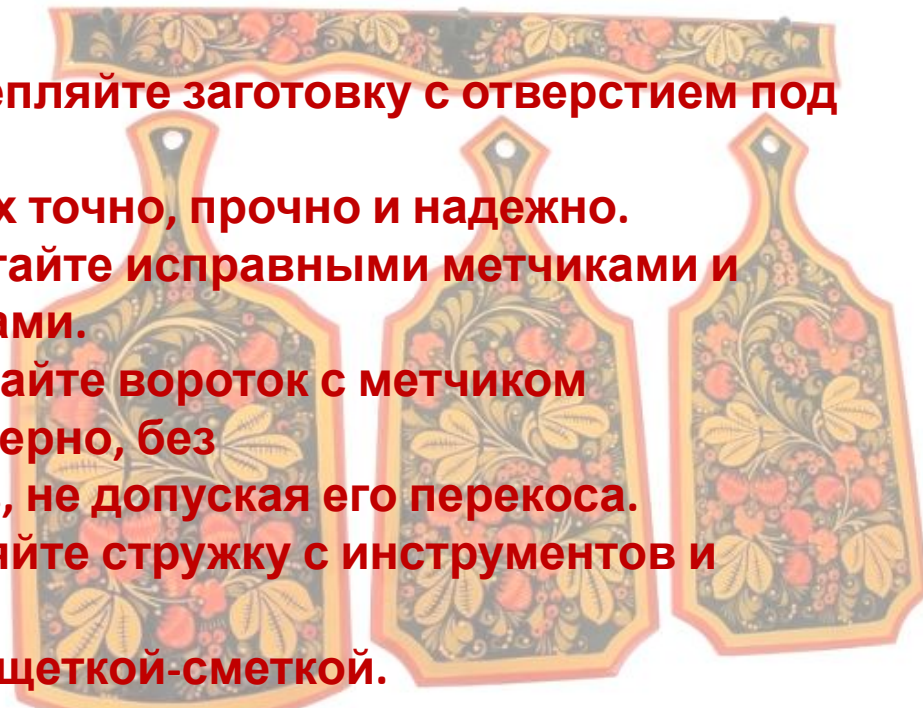 епляйте заготовку с отверстием под
х точно, прочно и надежно.
тайте исправными метчиками и
ами.
айте вороток с метчиком
ерно, без
, не допуская его перекоса.
яйте стружку с инструментов и
щеткой-сметкой.